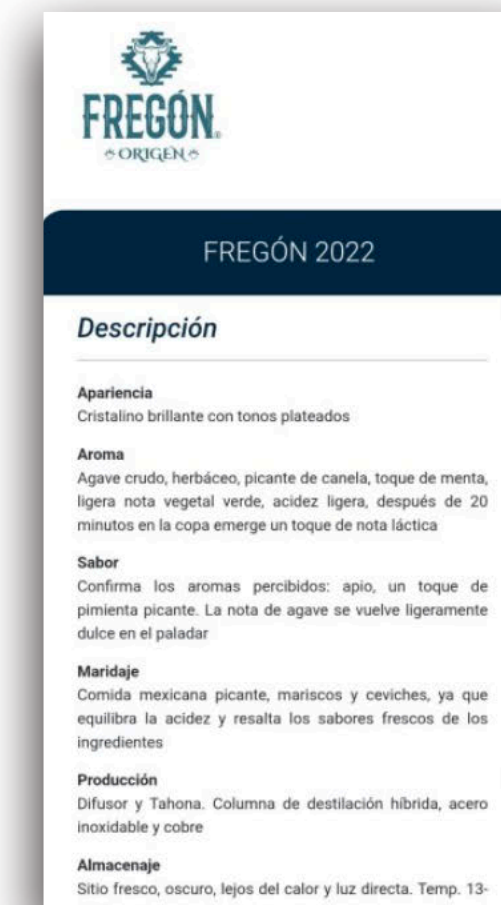 FREGÓN®
ORIGEN
FREGÓN 2022
Descripción
Apariencia
Cristalino brillante con tonos plateados
Aroma
Agave crudo, herbáceo, picante de canela, toque de menta,
ligera nota vegetal verde, acidez ligera, después de 20
minutos en la copa emerge un toque de nota láctica
Sabor
Confirma los aromas percibidos: apio, un toque de
pimienta picante. La nota de agave se vuelve ligeramente
dulce en el paladar
Maridaje
Comida mexicana picante, mariscos y ceviches, ya que
equilibra la acidez y resalta los sabores frescos de los
ingredientes
Producción
Difusor y Tahona. Columna de destilación híbrida, acero
inoxidable y cobre
Almacenaje
Sitio fresco, oscuro, lejos del calor y luz directa. Temp. 13-